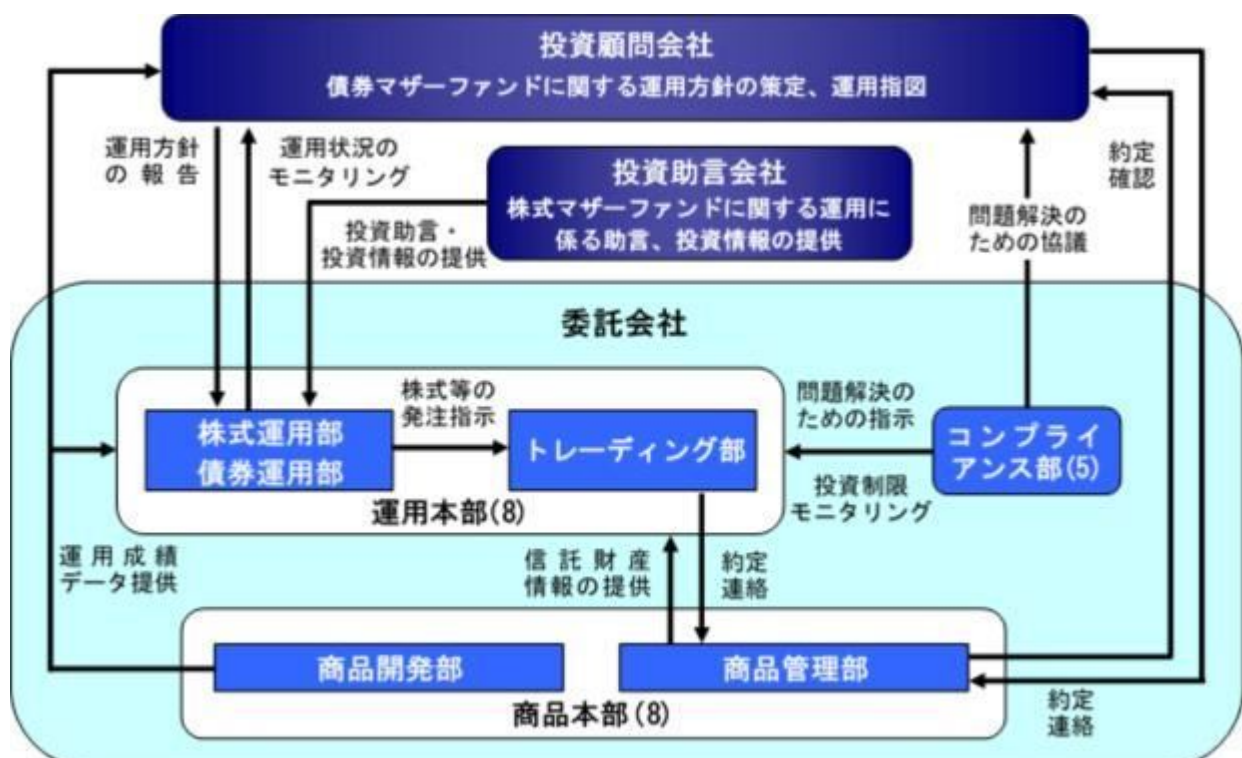 投資顧問会社
債券マザーファンドに関する運用方針の策定、運用指図
運用方針
の報告
運用状況の
モニタリング
投資助言会社
株式マザーファンドに関する運用に
係る助言、投資情報の提供
投資助言・
投資情報の提供
問題解決の
ための協議
約定
確認
委託会社
株式運用部
債券運用部
株式等の
発注指示
トレーディング部
運用本部(8)
問題解決の
ための指示
投資制限
モニタリング
コンプライ
アンス部(5)
運用成績
データ提供
信託財産
情報の提供
約定
連絡
商品開発部
商品管理部
商品本部(8)
約定
連絡